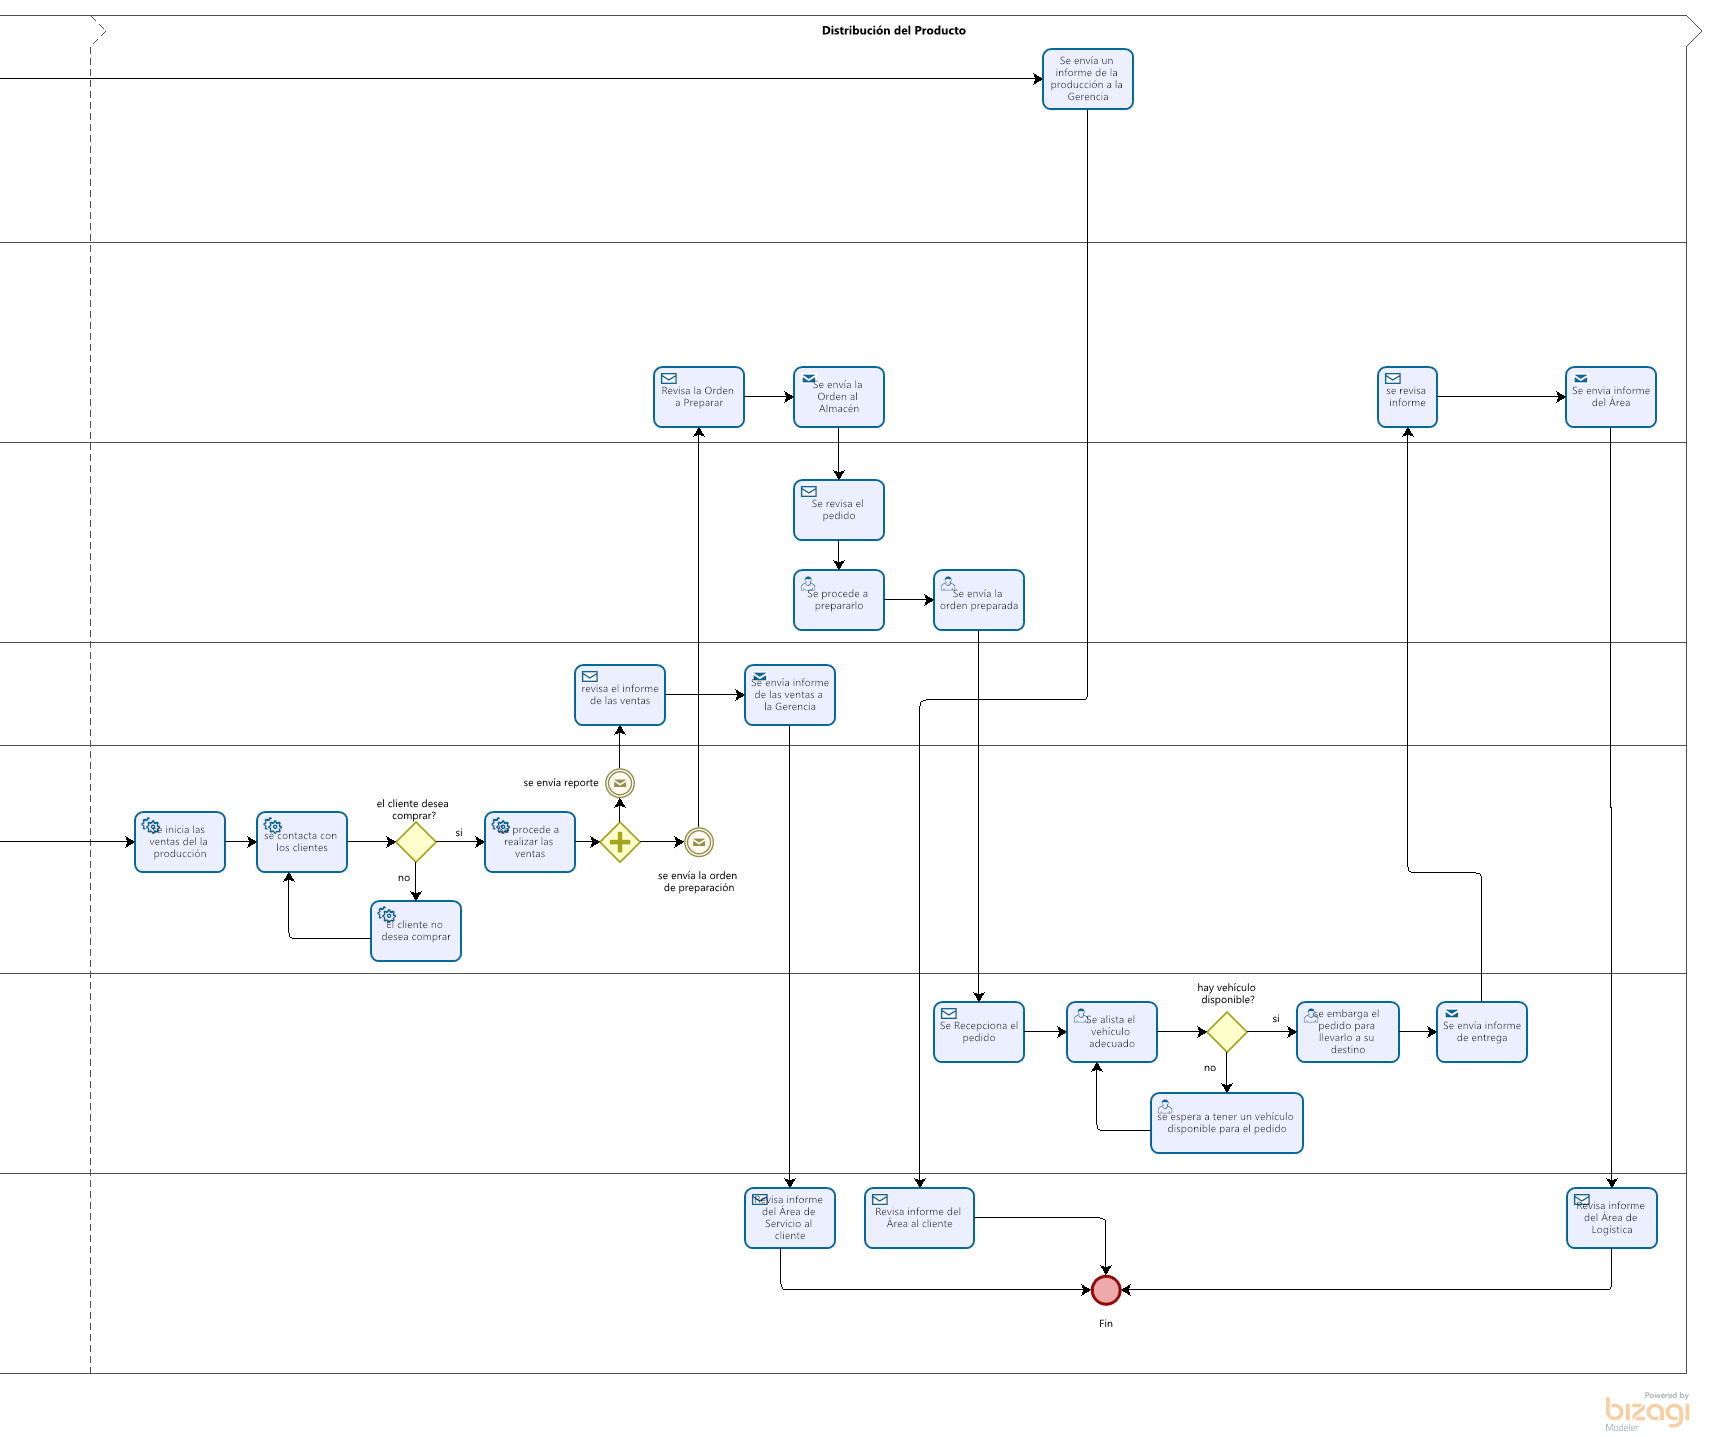 Distribución del Producto
Se envía un
informe de la
producción a la
Gerencia
Revisa la Orden
a Preparar
Se envía la
Orden al
Almacén
se revisa
informe
Se envia informe
del Área
Se revisa el
pedido
Se procede a
prepararlo
Se envía la
orden preparada
revisa el informe
de las ventas
Se envía informe
de las ventas a
la Gerencia
se envía reporte
se inicia las
ventas del la
producción
se contacta con
los clientes
el cliente desea
comprar?
si
procede a
realizar las
ventas
no
se envía la orden
de preparación
El cliente no
desea comprar
Se Recepciona el
pedido
Se alista el
vehículo
adecuado
hay vehículo
disponible?
si
se embarga el
pedido para
llevarlo a su
destino
Se envía informe
de entrega
no
se espera a tener un vehículo
disponible para el pedido
Revisa informe
del Área de
Servicio al
cliente
Revisa informe del
Área al cliente
Revisa informe
del Área de
Logística
Fin
Powered by
bizagi
Modeler